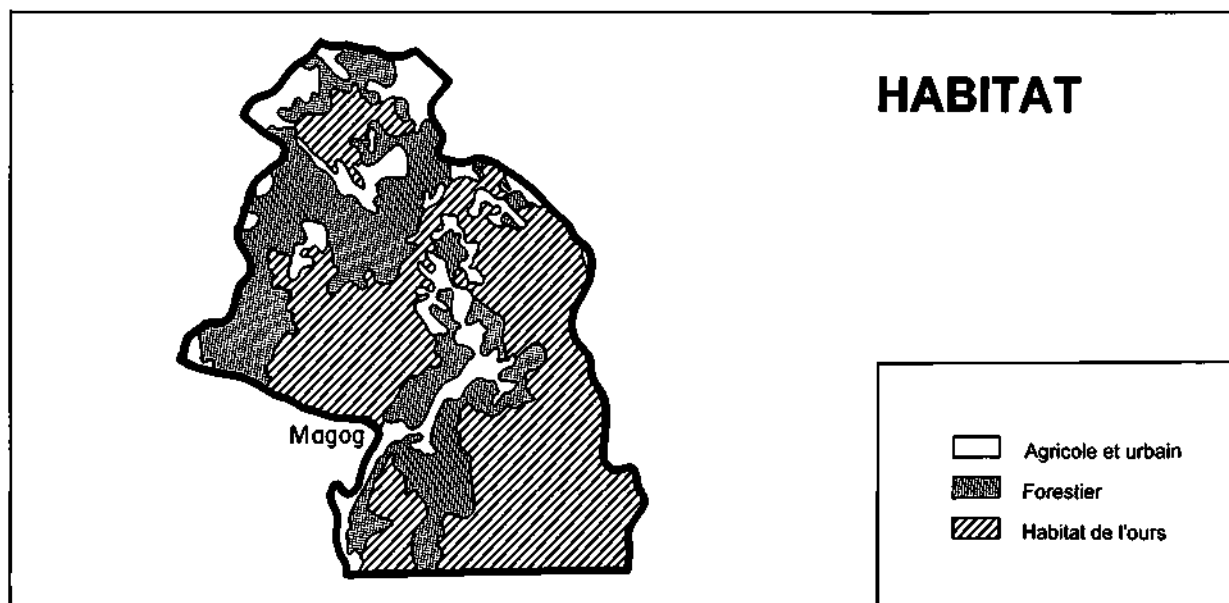 HABITAT
Magog
Agricole et urbain
Forestier
Habitat de l'ours